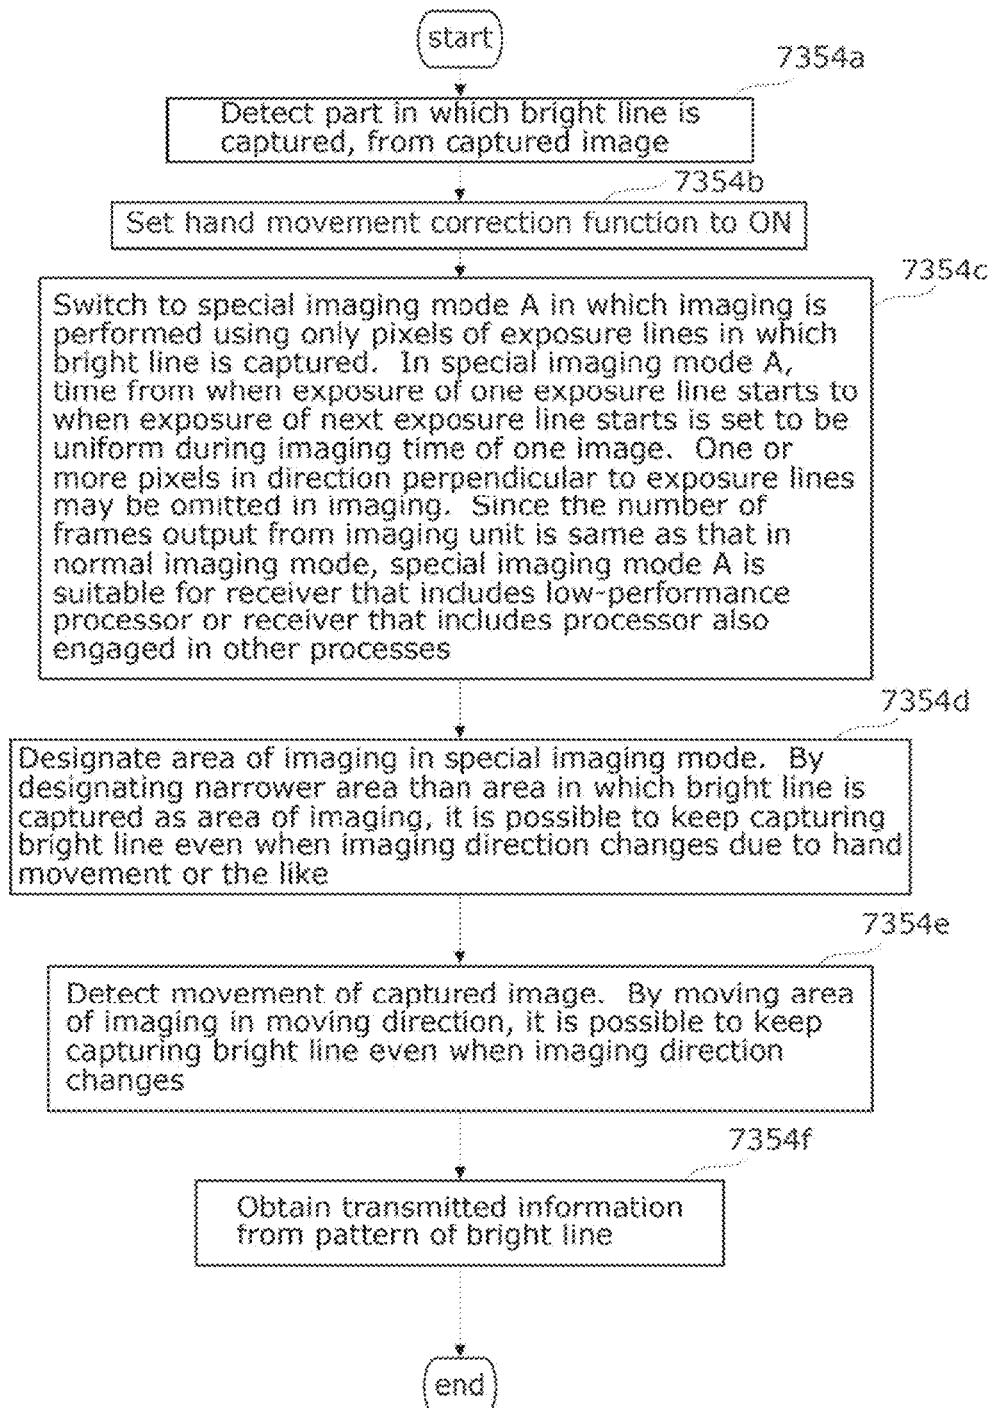 start
7354a
Detect part in which bright line is
captured, from captured image
7354b
Set hand movement correction function to ON
7354c
Switch to special imaging mode A in which imaging is
performed using only pixels of exposure lines in which
bright line is captured.  In special imaging mode A,
time from when exposure of one exposure line starts to
when exposure of next exposure line starts is set to be
uniform during imaging time of one image.  One or
more pixels in direction perpendicular to exposure lines
may be omitted in imaging.  Since the number of
frames output from imaging unit is same as that in
normal imaging mode, special imaging mode A is
suitable for receiver that includes low-performance
processor or receiver that includes processor also
engaged in other processes
7354d
Designate area of imaging in special imaging mode.  By
designating narrower area than area in which bright line is
captured as area of imaging, it is possible to keep capturing
bright line even when imaging direction changes due to hand
movement or the like
7354e
Detect movement of captured image.  By moving area
of imaging in moving direction, it is possible to keep
capturing bright line even when imaging direction
changes
7354f
Obtain transmitted information
from pattern of bright line
end